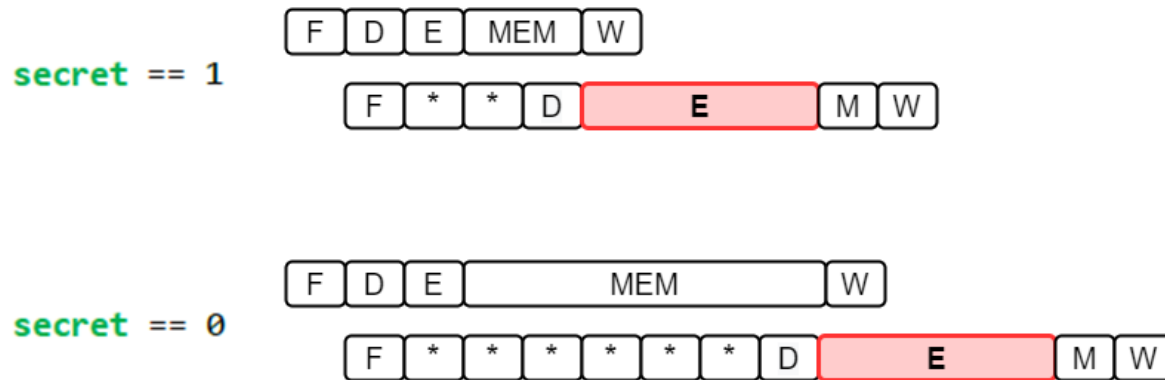 F D E MEM W
secret == 1
F * * D E M W
F D E MEM W
secret == 0
F * * * * * * D E M W